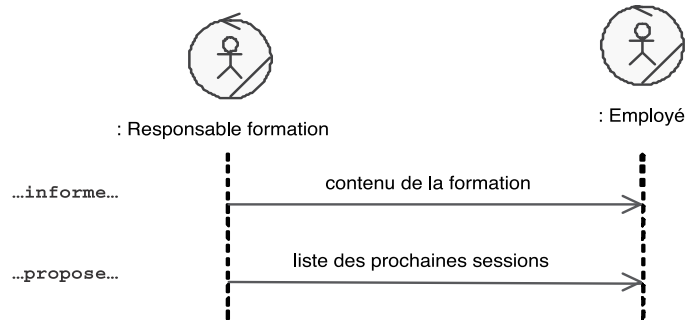 : Responsable formation
: Employé
…informe…
contenu de la formation
…propose…
liste des prochaines sessions